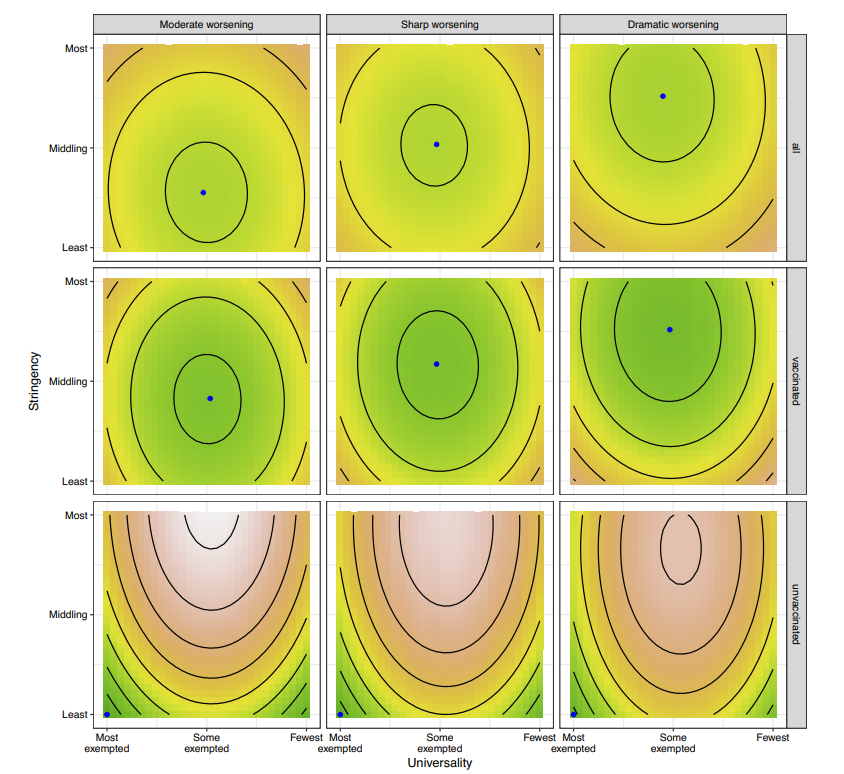 Moderate worsening
Sharp worsening
Dramatic worsening
Stringency
Most
Middling
Least
all
Most
Middling
Least
vaccinated
Most
Middling
Least
unvaccinated
Most
exempted
Some
exempted
Fewest
Most
exempted
Some
exempted
Fewest
Most
exempted
Some
exempted
Fewest
Universality